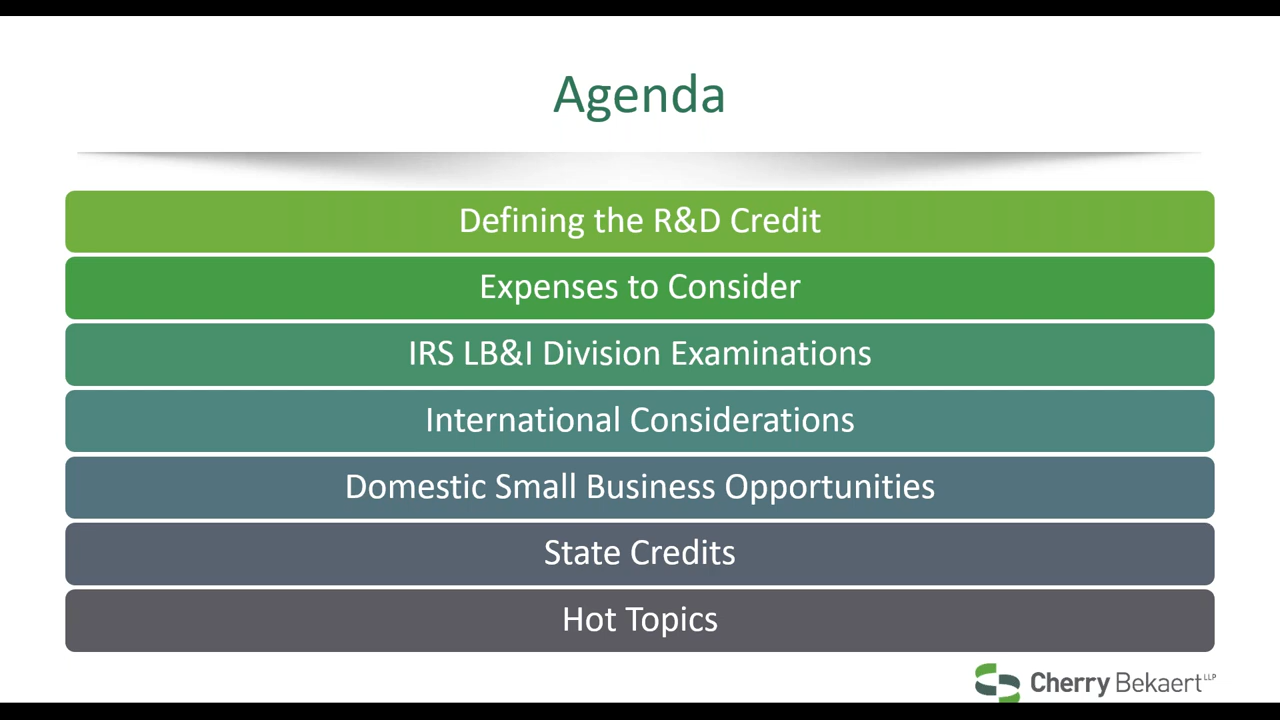 Agenda
Defining the R&D Credit
Expenses to Consider
IRS LB&I Division Examinations
International Considerations
Domestic Small Business Opportunities
State Credits
Hot Topics
Cherry Bekaert LLP